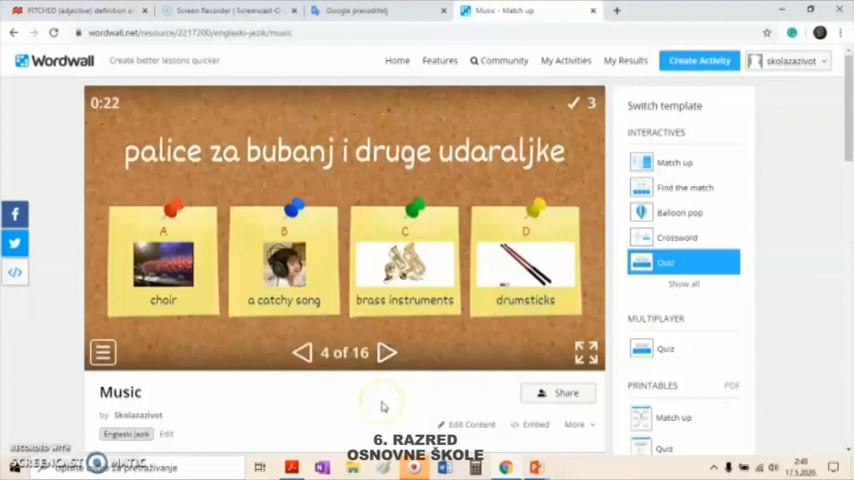 PITCHED (adjective) definition a
Screen Recorder | Screencast-O
Google prevoditelj
Music - Match up
wordwall.net/resource/2217200/engleski-jezik/music
Wordwall
Create better lessons quicker
Home
Features
Community
My Activities
My Results
Create Activity
skolazazivot
0:22
3
palice za bubanj i druge udaraljke
A
B
C
D
choir
a catchy song
brass instruments
drumsticks
4 of 16
Switch template
INTERACTIVES
Match up
Find the match
Balloon pop
Crossword
Quiz
Show all
MULTIPLAYER
Quiz
PRINTABLES
PDF
Match up
Quiz
Music
Share
by Skolazazivot
Edit Content
Embed
More
Engleski jezik
Edit
6. RAZRED
OSNOVNE ŠKOLE
RECORDED WITH
SCREENCAST MATIC
za pretraživanje
2:48
17.5.2020.